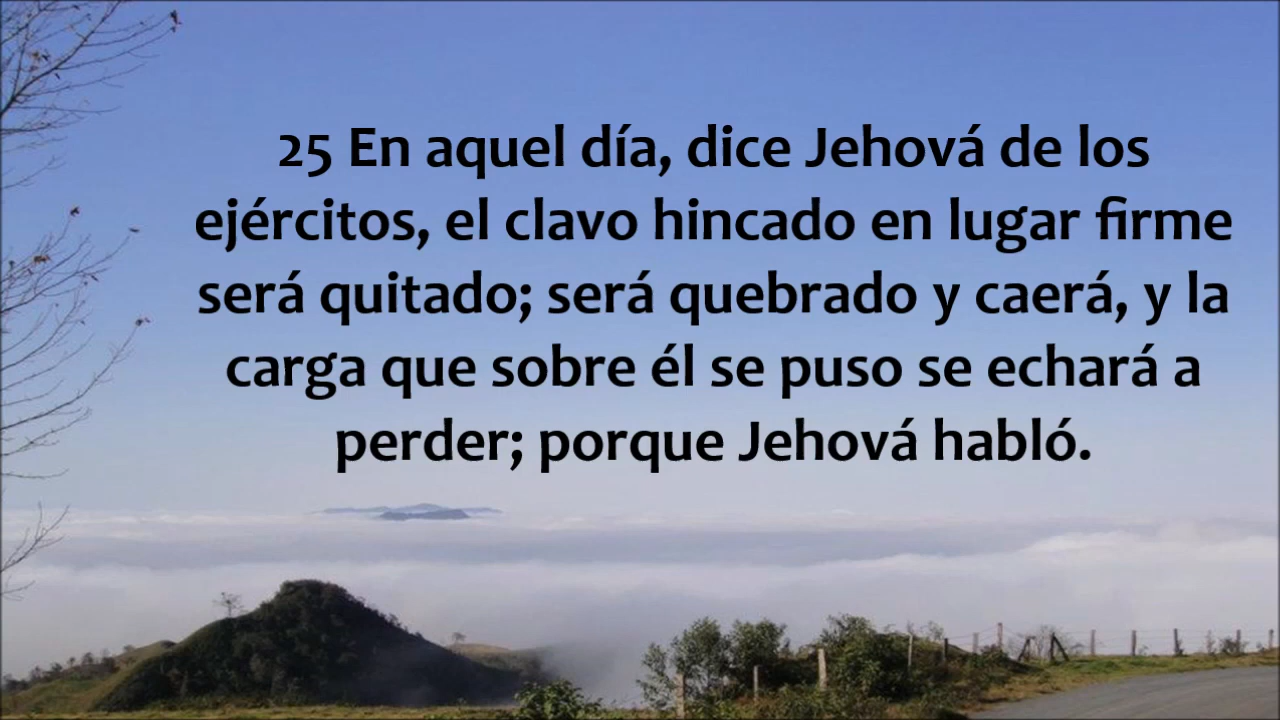 25 En aquel día, dice Jehová de los
ejércitos, el clavo hincado en lugar firme
será quitado; será quebrado y caerá, y la
carga que sobre él se puso se echará a
perder; porque Jehová habló.